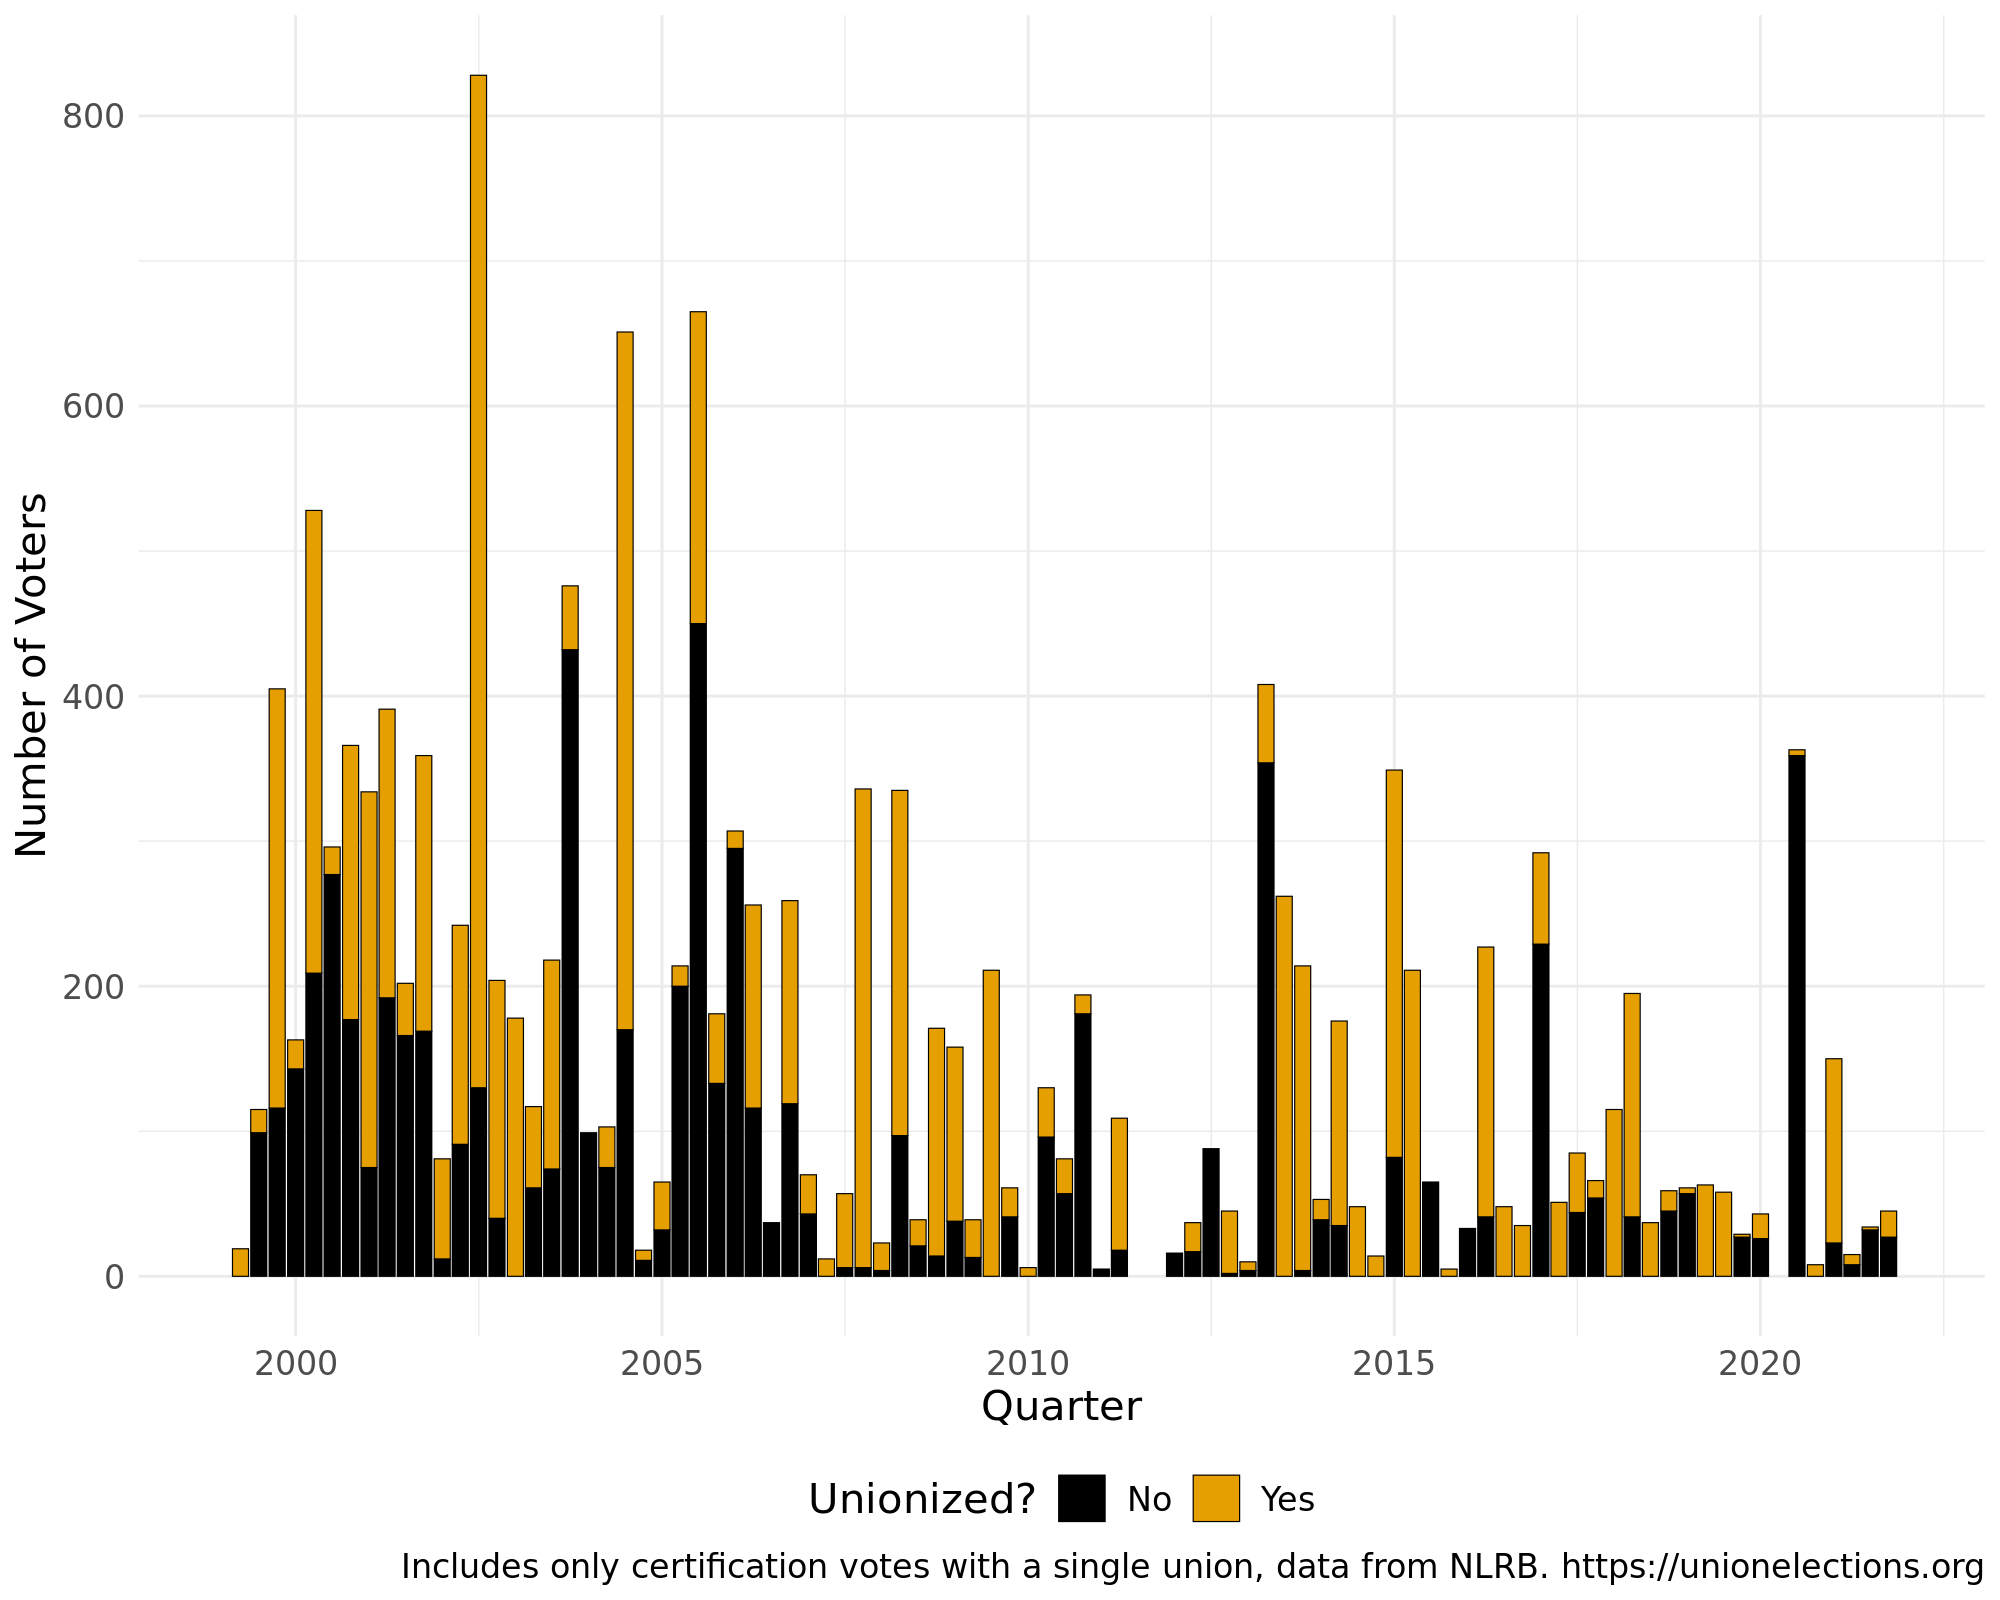 800
600
400
200
0
Number of Voters
2000 2005 2010 2015 2020
Quarter
Unionized? No Yes
Includes only certification votes with a single union, data from NLRB. https://unionelections.org